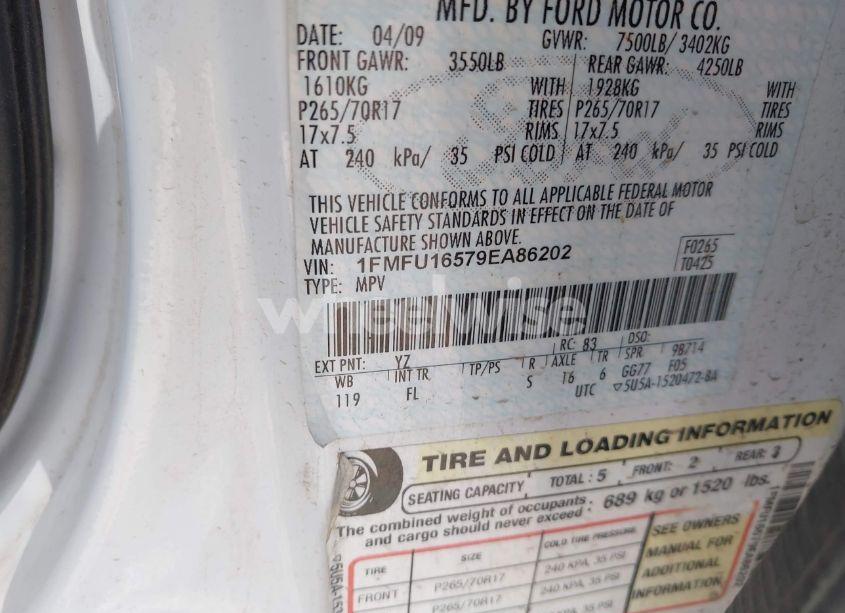 MFD. BY FORD MOTOR CO.
DATE: 04/09 GVWR: 7500LB/ 3402KG
FRONT GAWR: 3550LB REAR GAWR: 4250LB
1610KG WITH 1928KG WITH
P265/70R17 TIRES P265/70R17 TIRES
17x7.5 RIMS 17x7.5 RIMS
AT 240 kPa/ 35 PSI COLD AT 240 kPa/ 35 PSI COLD
THIS VEHICLE CONFORMS TO ALL APPLICABLE FEDERAL MOTOR
VEHICLE SAFETY STANDARDS IN EFFECT ON THE DATE OF
MANUFACTURE SHOWN ABOVE.
VIN: 1FMFU16579EA86202
F0265
T0425
TYPE: MPV
wheelwise
EXT PNT: YZ RC: 83 DSO:
WB INT TR TP/PS R AXLE TR SPR 98714
119 FL S 16 6 GG77 F05
UTC ▽5U5A-1520472-BA
TIRE AND LOADING INFORMATION
SEATING CAPACITY TOTAL: 5 FRONT: 2 REAR: 3
The combined weight of occupants and cargo should never exceed: 689 kg or 1520 lbs.
TIRE SIZE COLD TIRE PRESSURE SEE OWNERS
MANUAL FOR
ADDITIONAL
INFORMATION
FRONT P265/70R17 240 KPA, 35 PSI
P265/70R17 240 KPA, 35 PSI